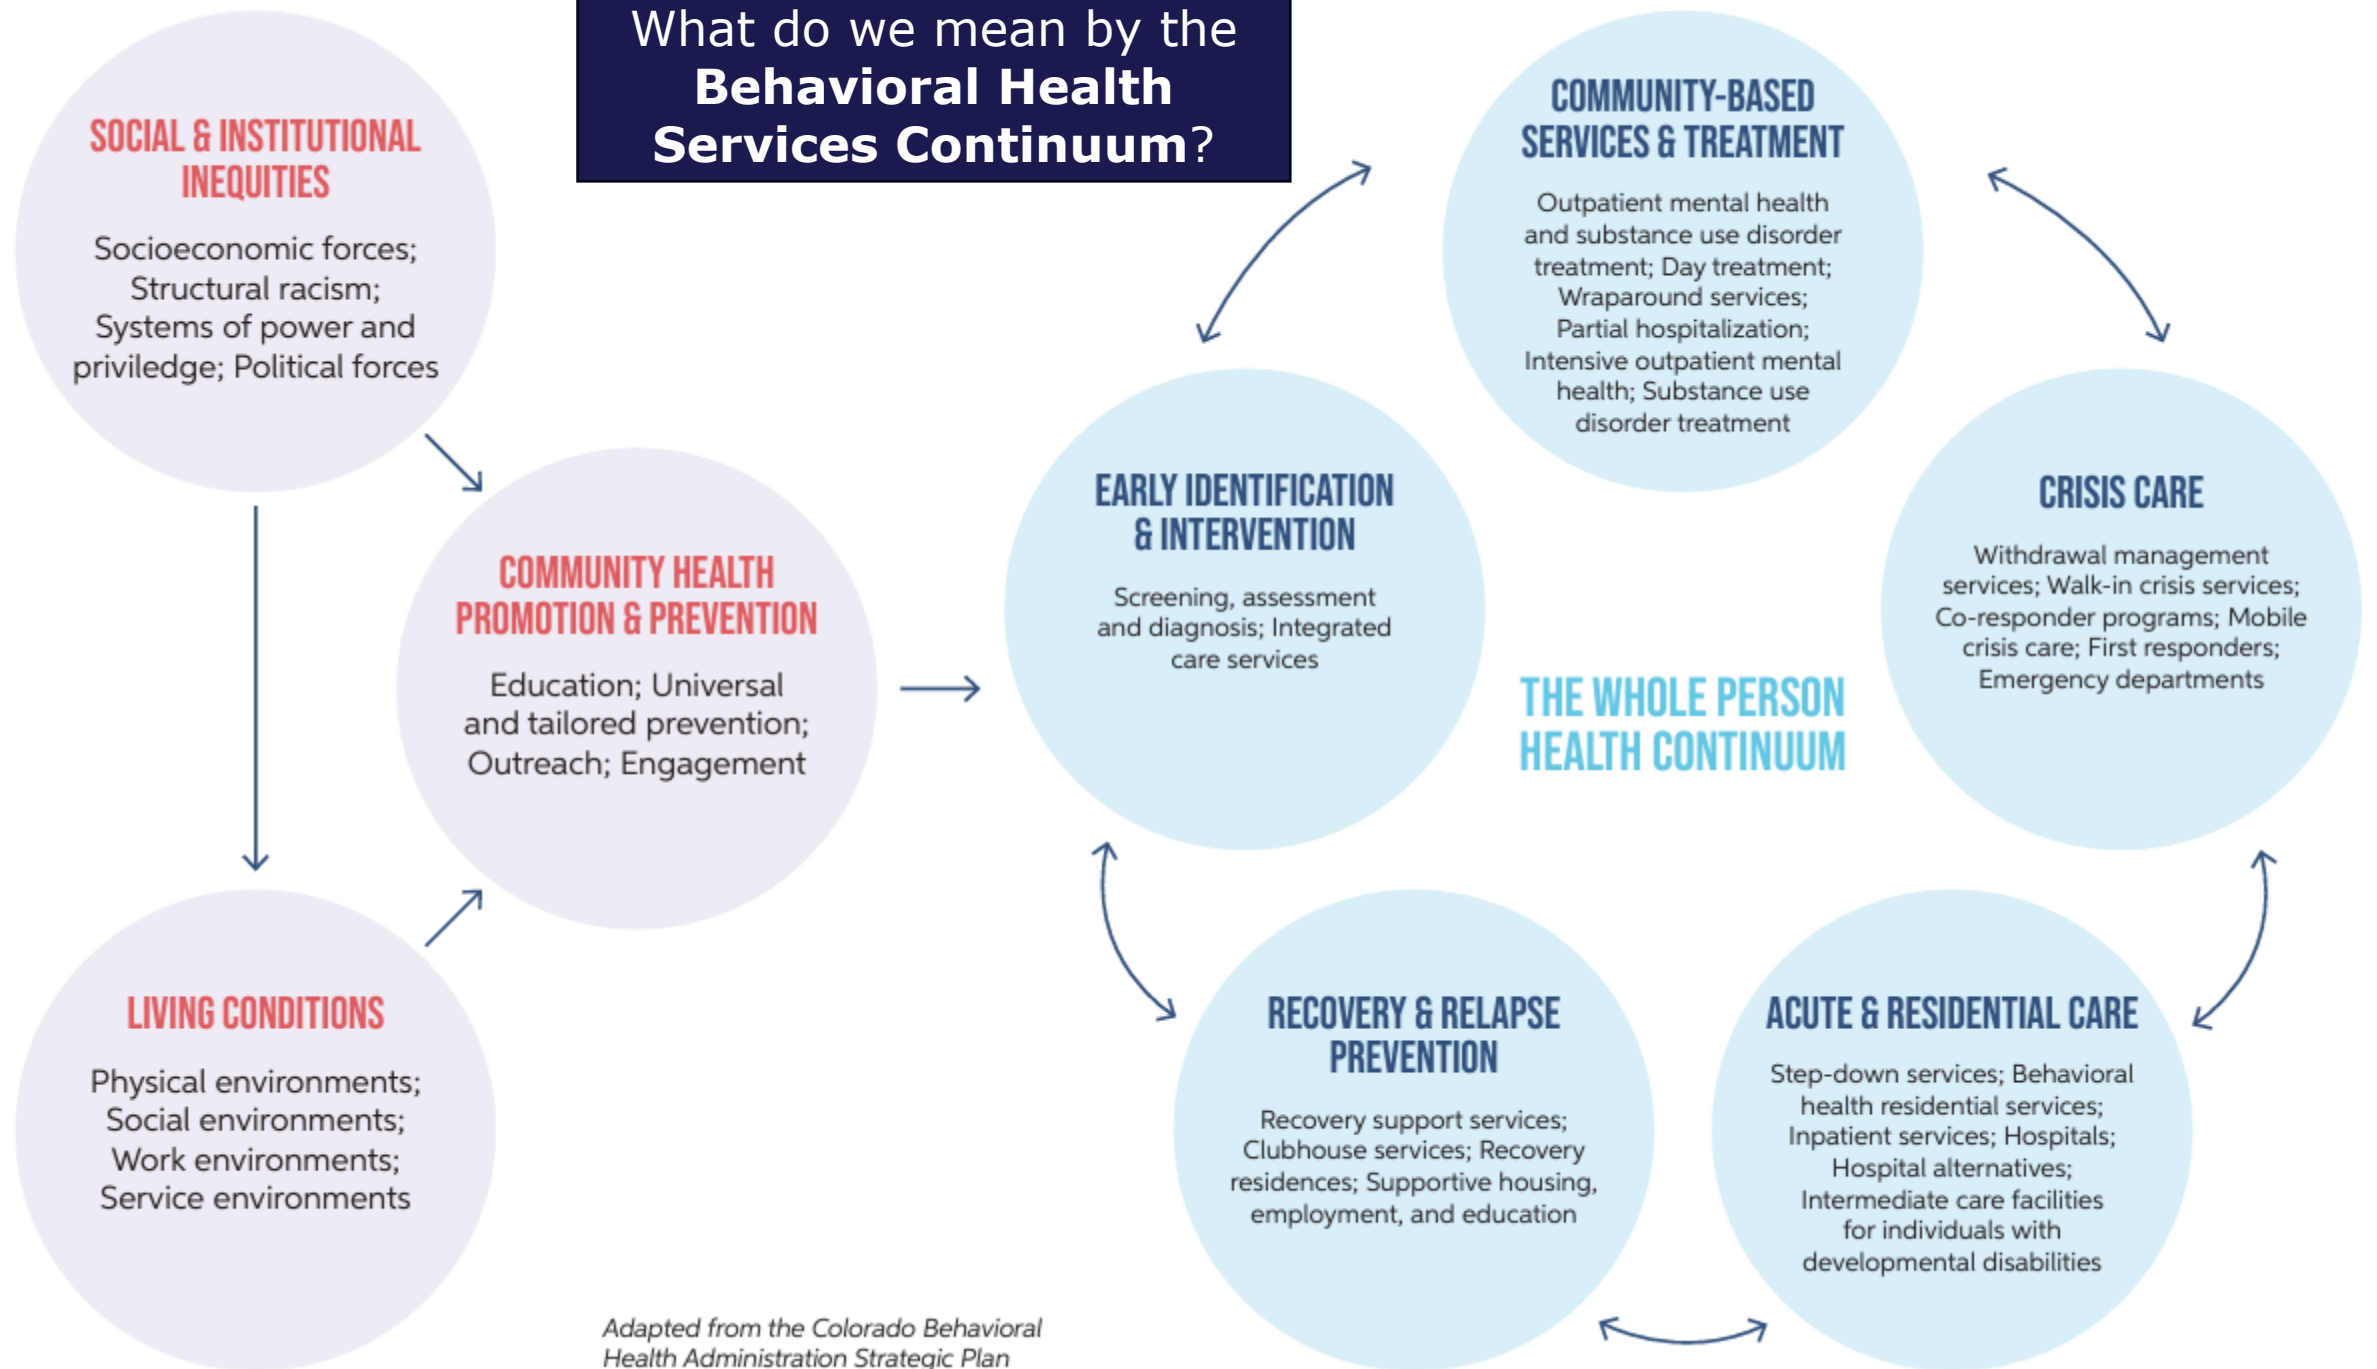 What do we mean by the
Behavioral Health
Services Continuum?
SOCIAL & INSTITUTIONAL
INEQUITIES
Socioeconomic forces;
Structural racism;
Systems of power and
priviledge; Political forces
COMMUNITY HEALTH
PROMOTION & PREVENTION
Education; Universal
and tailored prevention;
Outreach; Engagement
LIVING CONDITIONS
Physical environments;
Social environments;
Work environments;
Service environments
EARLY IDENTIFICATION
& INTERVENTION
Screening, assessment
and diagnosis; Integrated
care services
COMMUNITY-BASED
SERVICES & TREATMENT
Outpatient mental health
and substance use disorder
treatment; Day treatment;
Wraparound services;
Partial hospitalization;
Intensive outpatient mental
health; Substance use
disorder treatment
CRISIS CARE
Withdrawal management
services; Walk-in crisis services;
Co-responder programs; Mobile
crisis care; First responders;
Emergency departments
THE WHOLE PERSON
HEALTH CONTINUUM
RECOVERY & RELAPSE
PREVENTION
Recovery support services;
Clubhouse services; Recovery
residences; Supportive housing,
employment, and education
ACUTE & RESIDENTIAL CARE
Step-down services; Behavioral
health residential services;
Inpatient services; Hospitals;
Hospital alternatives;
Intermediate care facilities
for individuals with
developmental disabilities
Adapted from the Colorado Behavioral
Health Administration Strategic Plan